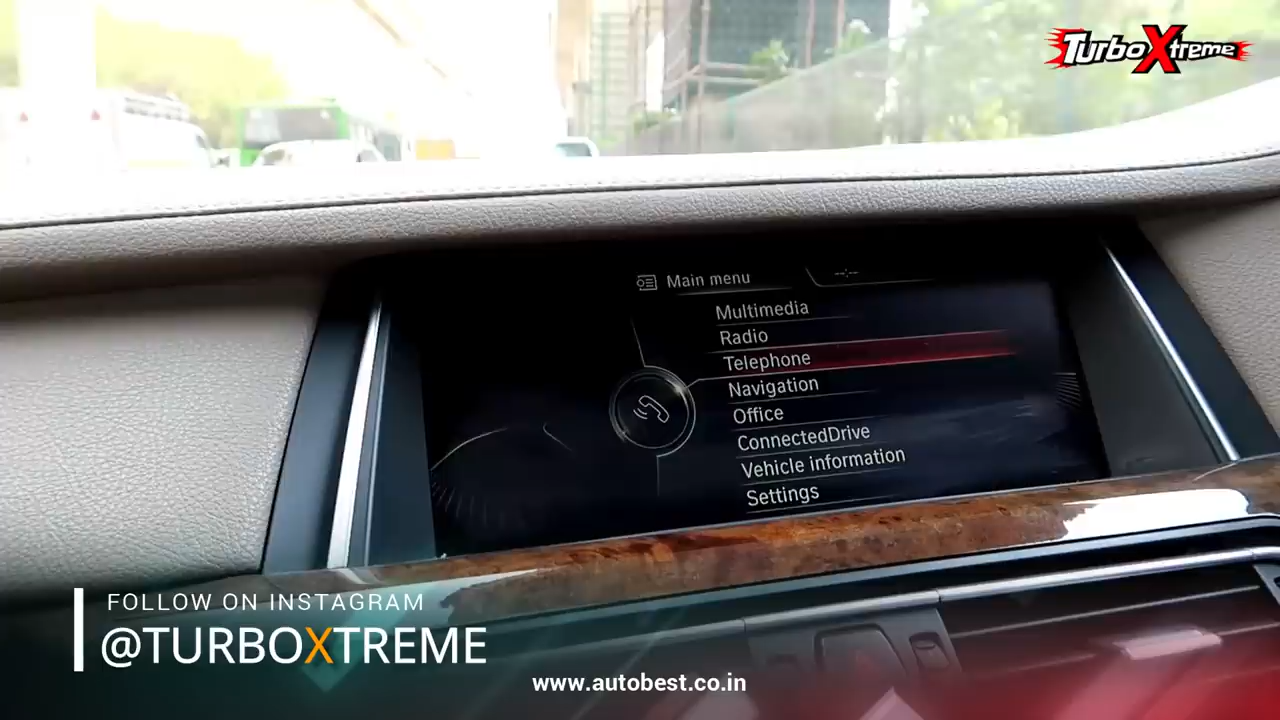 TurboXtreme
Main menu
--:--
Multimedia
Radio
Telephone
Navigation
Office
ConnectedDrive
Vehicle information
Settings
FOLLOW ON INSTAGRAM
@TURBOXTREME
www.autobest.co.in